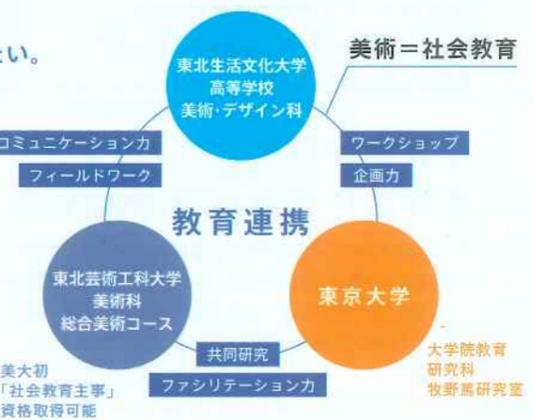 たい。
美術＝社会教育
東北生活文化大学
高等学校
美術・デザイン科
コミュニケーション力
フィールドワーク
ワークショップ
企画力
教育連携
東北芸術工科大学
美術科
総合美術コース
東京大学
共同研究
ファシリテーション力
美大初
「社会教育主事」
資格取得可能
大学院教育
研究科
牧野篤研究室